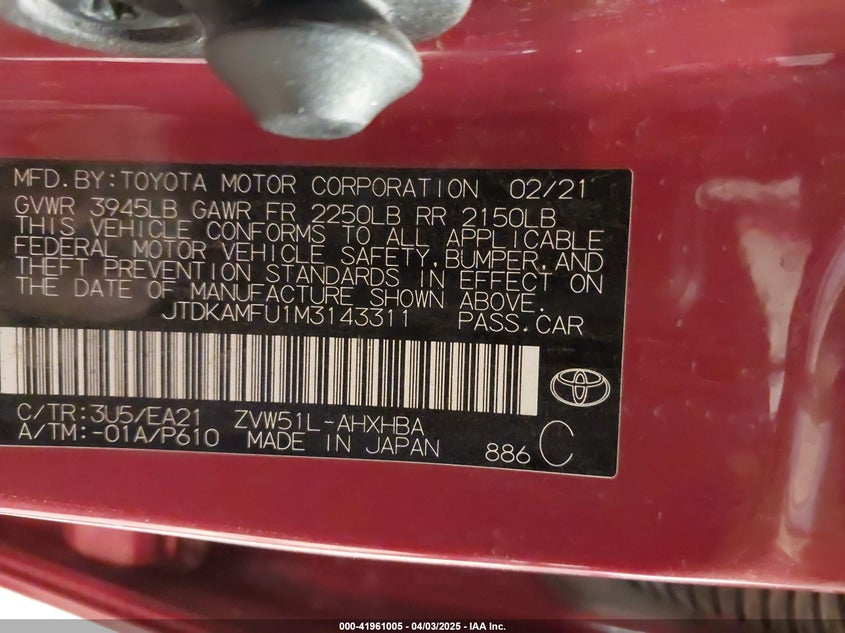 MFD.BY:TOYOTA MOTOR CORPORATION 02/21
GVWR 3945LB GAWR FR 2250LB RR 2150LB
THIS VEHICLE CONFORMS TO ALL APPLICABLE
FEDERAL MOTOR VEHICLE SAFETY,BUMPER,AND
THEFT PREVENTION STANDARDS IN EFFECT ON
THE DATE OF MANUFACTURE SHOWN ABOVE.
JTDKAMFU1M3143311 PASS.CAR
C/TR:3U5/EA21 ZVW51L-AHXHBA
A/TM:-01A/P610 MADE IN JAPAN 886 C
000-41961005 - 04/03/2025 - IAA Inc.